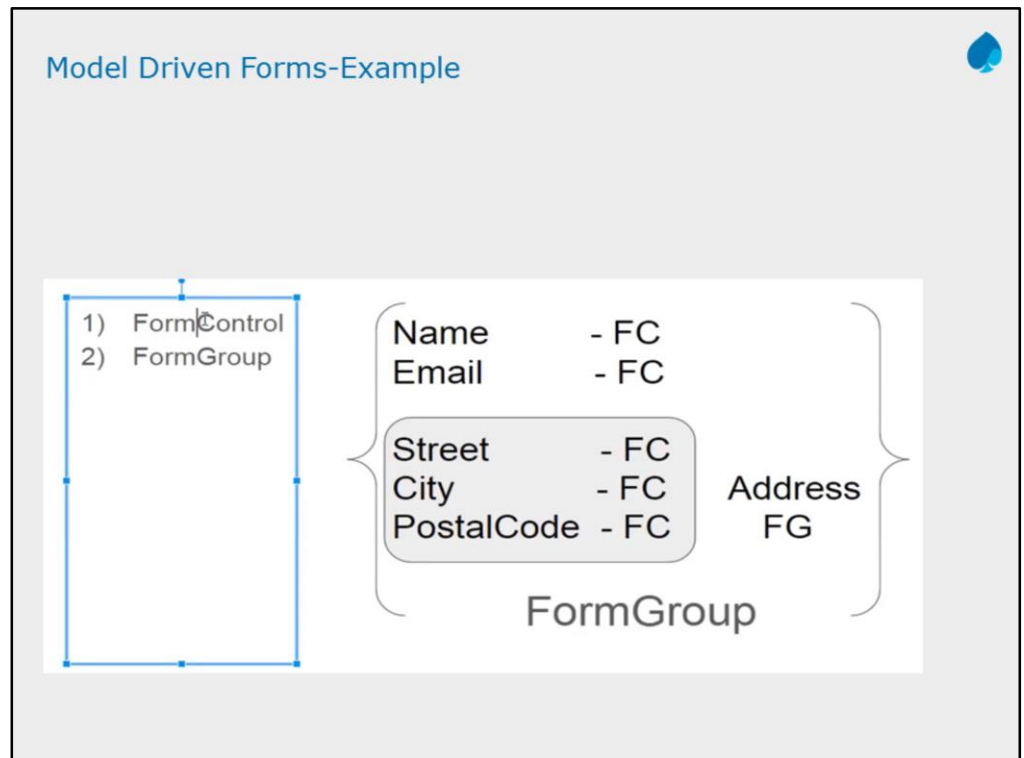 Model Driven Forms-Example
1) FormControl
2) FormGroup
Name - FC
Email - FC
Street - FC
City - FC
PostalCode - FC
Address
FG
FormGroup